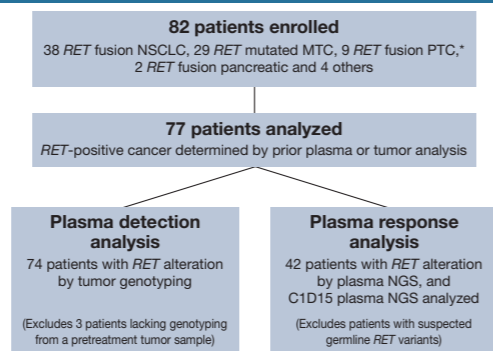 82 patients enrolled
38 RET fusion NSCLC, 29 RET mutated MTC, 9 RET fusion PTC,*
2 RET fusion pancreatic and 4 others
77 patients analyzed
RET-positive cancer determined by prior plasma or tumor analysis
Plasma detection
analysis
74 patients with RET alteration
by tumor genotyping
(Excludes 3 patients lacking genotyping
from a pretreatment tumor sample)
Plasma response
analysis
42 patients with RET alteration
by plasma NGS, and
C1D15 plasma NGS analyzed
(Excludes patients with suspected
germline RET variants)